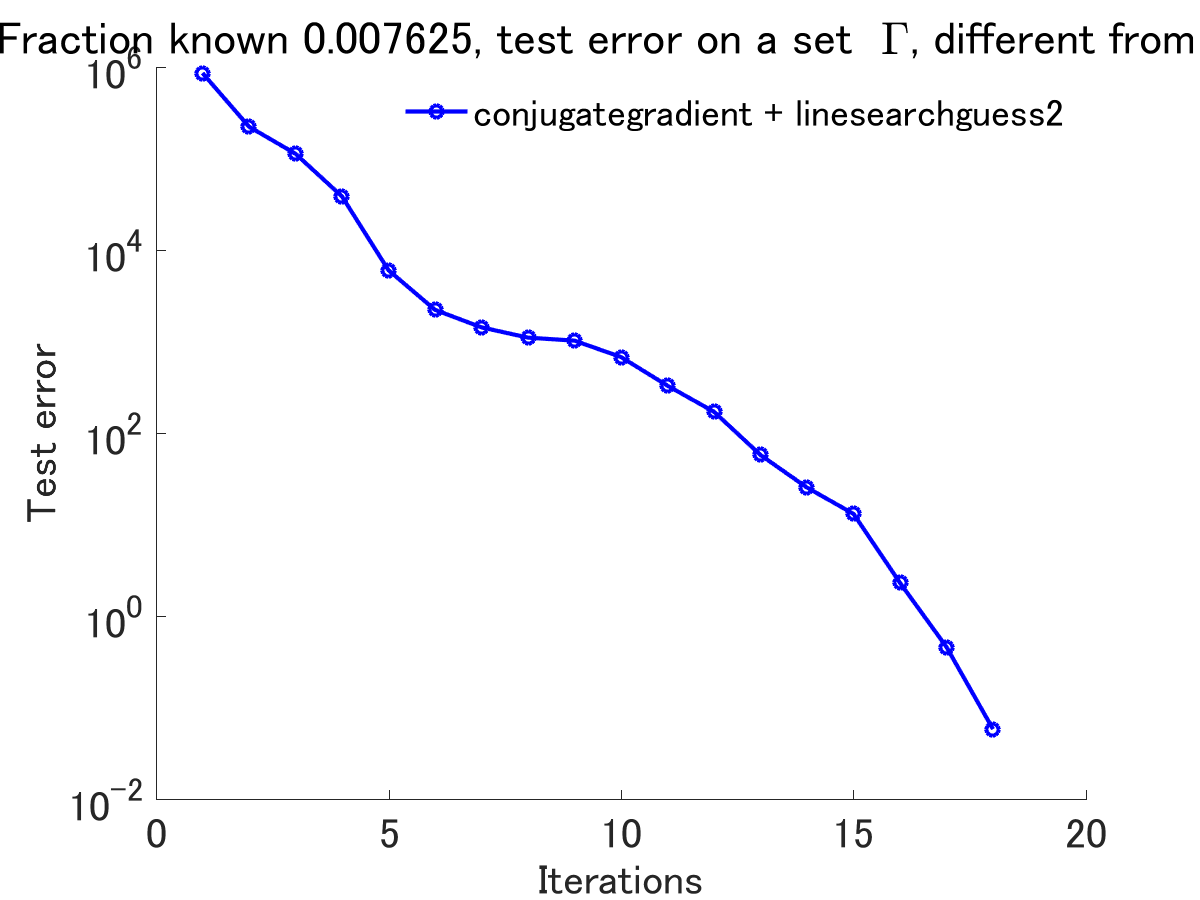 Fraction known 0.007625, test error on a set Γ, different from
10^6
conjugategradient + linesearchguess2
10^4
10^2
10^0
10^-2
Test error
0 5 10 15 20
Iterations